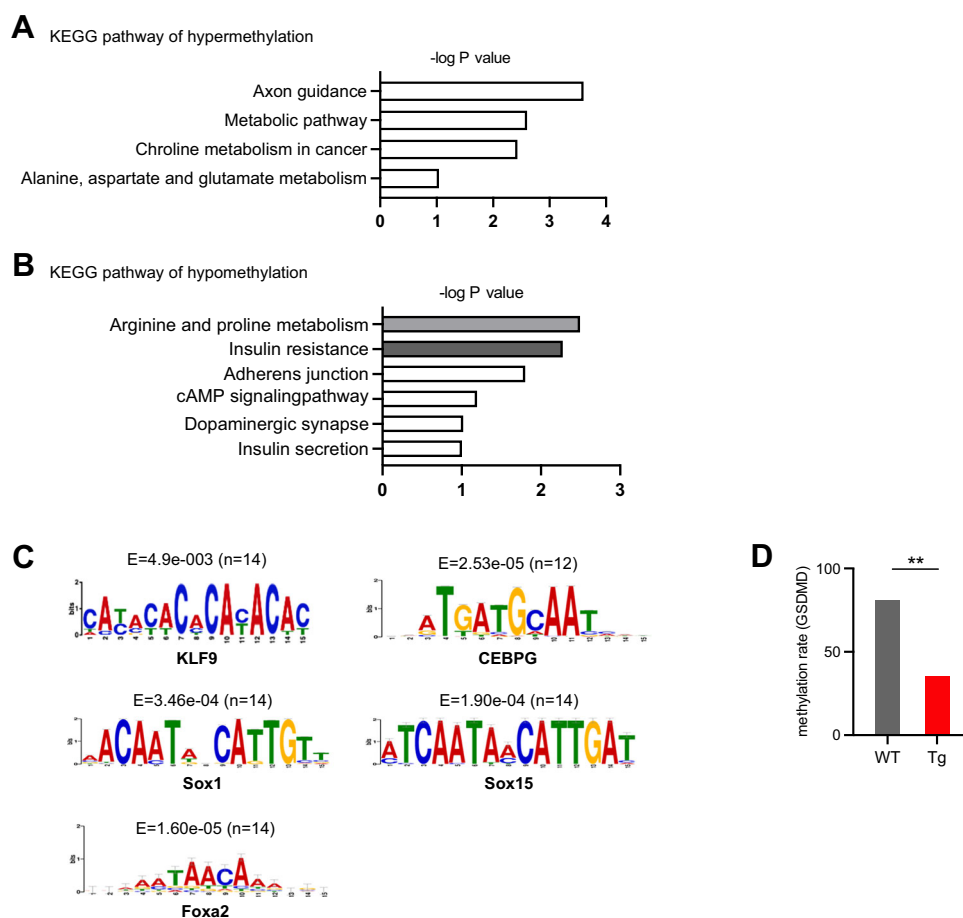 A KEGG pathway of hypermethylation
-log P value
Axon guidance
Metabolic pathway
Chroline metabolism in cancer
Alanine, aspartate and glutamate metabolism
0 1 2 3 4
B KEGG pathway of hypomethylation
-log P value
Arginine and proline metabolism
Insulin resistance
Adherens junction
cAMP signalingpathway
Dopaminergic synapse
Insulin secretion
0 1 2 3
C
E=4.9e-003 (n=14)
KLF9
E=2.53e-05 (n=12)
CEBPG
E=3.46e-04 (n=14)
Sox1
E=1.90e-04 (n=14)
Sox15
E=1.60e-05 (n=14)
Foxa2
D
methylation rate (GSDMD)
100
50
0
**
WT Tg